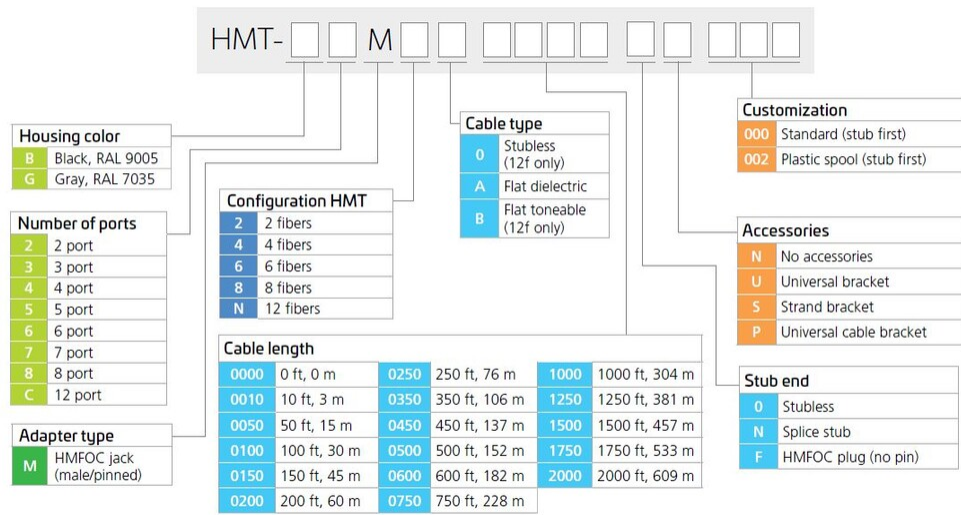 HMT- M
Housing color
B Black, RAL 9005
G Gray, RAL 7035
Number of ports
2 2 port
3 3 port
4 4 port
5 5 port
6 6 port
7 7 port
8 8 port
C 12 port
Adapter type
M HMFOC jack
(male/pinned)
Configuration HMT
2 2 fibers
4 4 fibers
6 6 fibers
8 8 fibers
N 12 fibers
Cable type
0 Stubless
(12f only)
A Flat dielectric
B Flat toneable
(12f only)
Cable length
0000 0 ft, 0 m 0250 250 ft, 76 m 1000 1000 ft, 304 m
0010 10 ft, 3 m 0350 350 ft, 106 m 1250 1250 ft, 381 m
0050 50 ft, 15 m 0450 450 ft, 137 m 1500 1500 ft, 457 m
0100 100 ft, 30 m 0500 500 ft, 152 m 1750 1750 ft, 533 m
0150 150 ft, 45 m 0600 600 ft, 182 m 2000 2000 ft, 609 m
0200 200 ft, 60 m 0750 750 ft, 228 m
Customization
000 Standard (stub first)
002 Plastic spool (stub first)
Accessories
N No accessories
U Universal bracket
S Strand bracket
P Universal cable bracket
Stub end
0 Stubless
N Splice stub
F HMFOC plug (no pin)